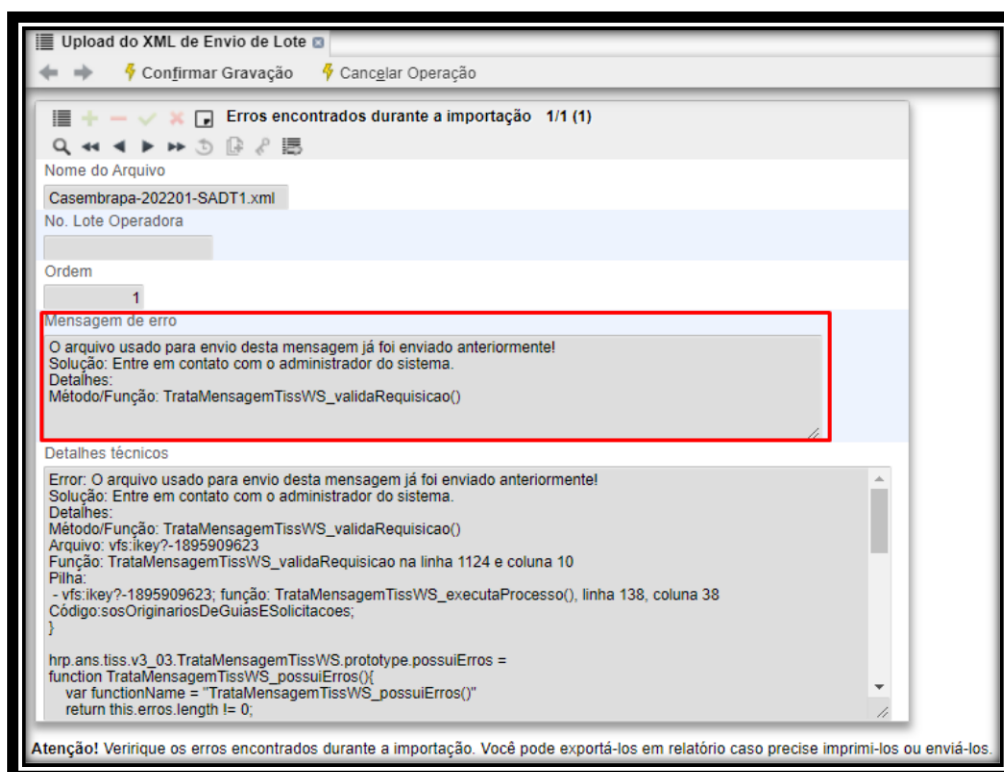 Upload do XML de Envio de Lote
Confirmar Gravação Cancelar Operação
Erros encontrados durante a importação 1/1 (1)
Nome do Arquivo
Casembrapa-202201-SADT1.xml
No. Lote Operadora
Ordem
1
Mensagem de erro
O arquivo usado para envio desta mensagem já foi enviado anteriormente!
Solução: Entre em contato com o administrador do sistema.
Detalhes:
Método/Função: TrataMensagemTissWS_validaRequisicao()
Detalhes técnicos
Error: O arquivo usado para envio desta mensagem já foi enviado anteriormente!
Solução: Entre em contato com o administrador do sistema.
Detalhes:
Método/Função: TrataMensagemTissWS_validaRequisicao()
Arquivo: vfs:ikey?-1895909623
Função: TrataMensagemTissWS_validaRequisicao na linha 1124 e coluna 10
Pilha:
- vfs:ikey?-1895909623; função: TrataMensagemTissWS_executaProcesso(), linha 138, coluna 38
Código:sosOriginariosDeGuiasESolicitacoes;
}
hrp.ans.tiss.v3_03.TrataMensagemTissWS.prototype.possuiErros =
function TrataMensagemTissWS_possuiErros(){
var functionName = "TrataMensagemTissWS_possuiErros()"
return this.erros.length != 0;
Atenção! Veririque os erros encontrados durante a importação. Você pode exportá-los em relatório caso precise imprimi-los ou enviá-los.